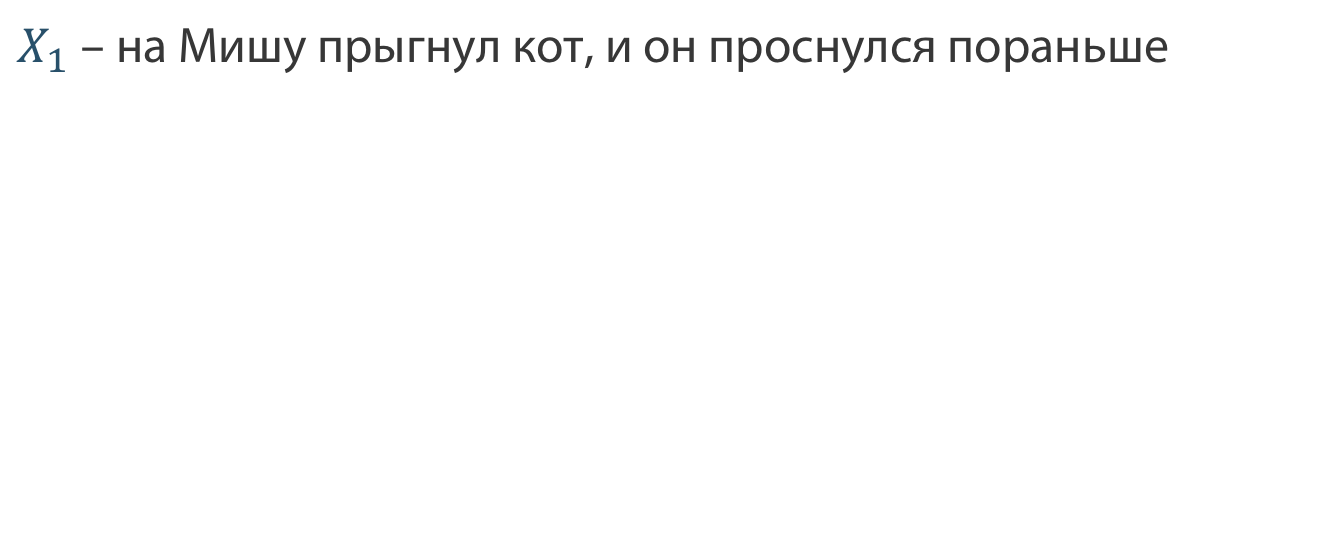 X₁ – на Мишу прыгнул кот, и он проснулся пораньше